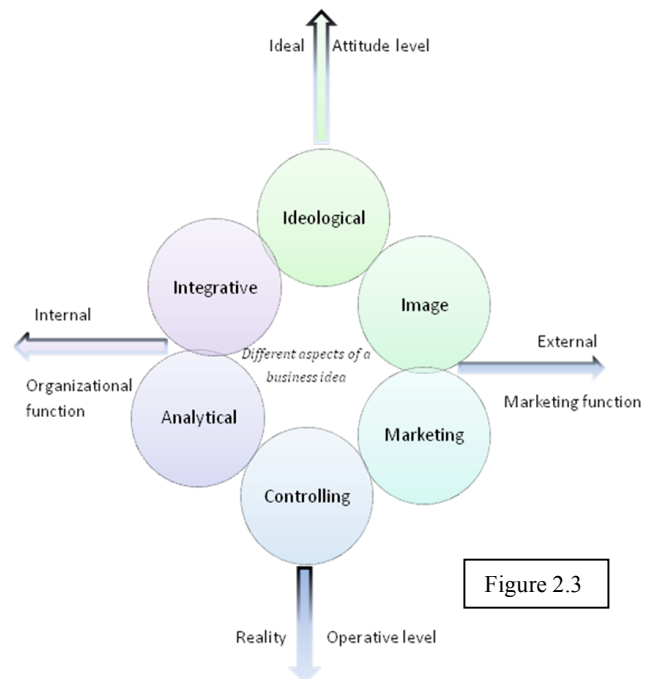 Ideal Attitude level
Ideological
Integrative
Image
Internal
External
Different aspects of a
business idea
Organizational
function
Marketing function
Analytical
Marketing
Controlling
Figure 2.3
Reality Operative level